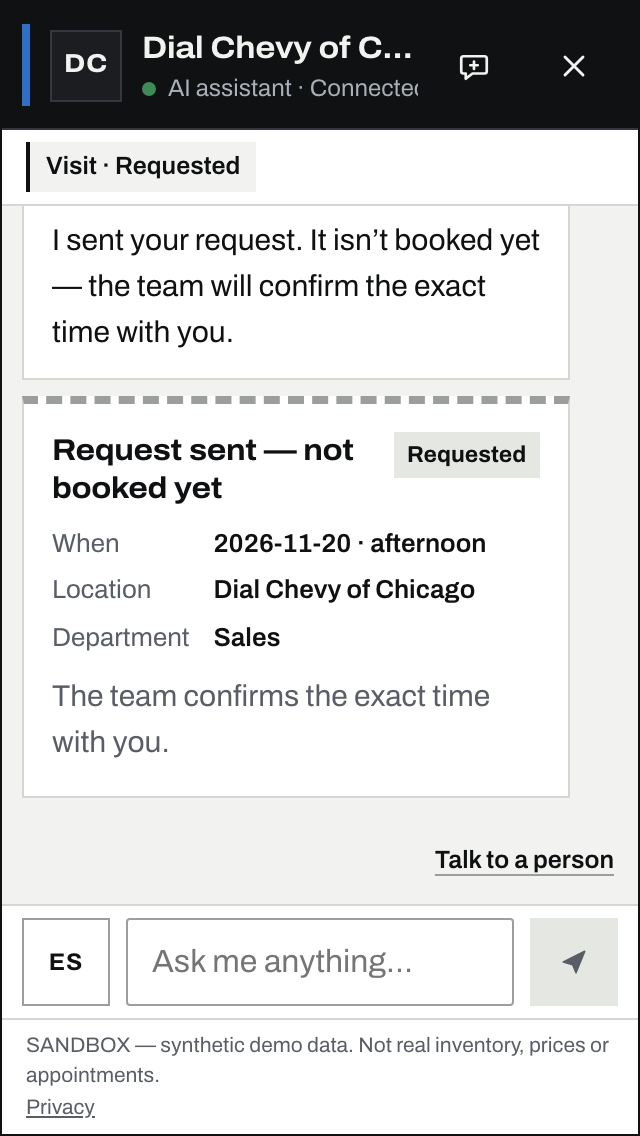 DC
Dial Chevy of C...
AI assistant · Connected
Visit · Requested
I sent your request. It isn’t booked yet
— the team will confirm the exact
time with you.
Request sent — not
booked yet
Requested
When 2026-11-20 · afternoon
Location Dial Chevy of Chicago
Department Sales
The team confirms the exact time
with you.
Talk to a person
ES
Ask me anything...
SANDBOX — synthetic demo data. Not real inventory, prices or
appointments.
Privacy